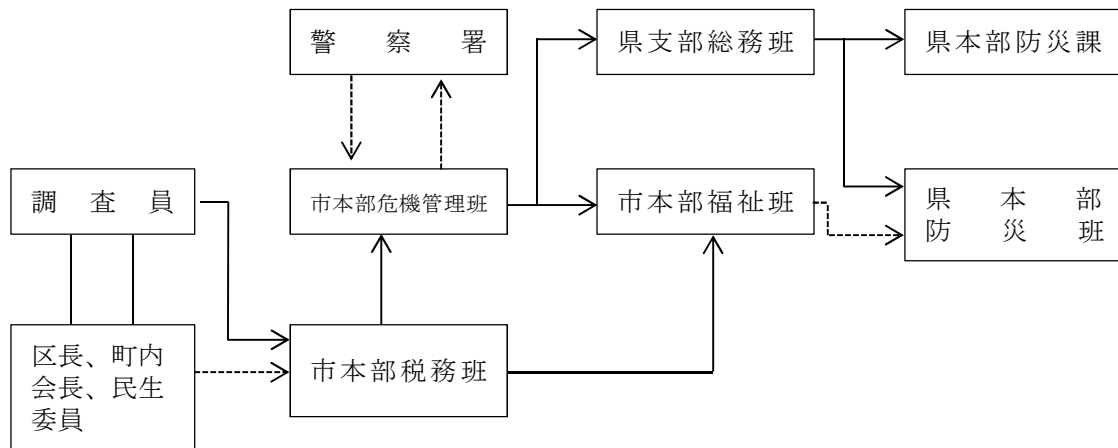 警察署
県支部総務班
県本部防災課
調査員
市本部危機管理班
市本部福祉班
県本部
防災班
区長、町内
会長、民生
委員
市本部税務班